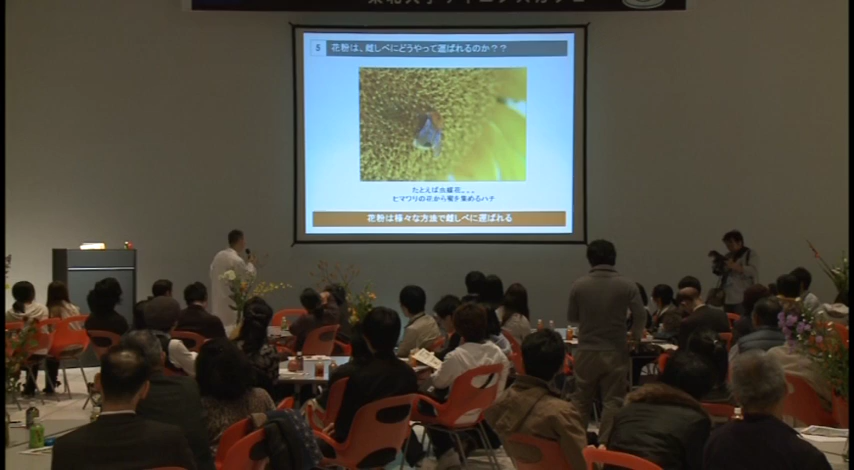 5 花粉は、雌しべにどうやって運ばれるのか？？
たとえば虫媒花。。。
ヒマワリの花から蜜を集めるハチ
花粉は様々な方法で雌しべに運ばれる